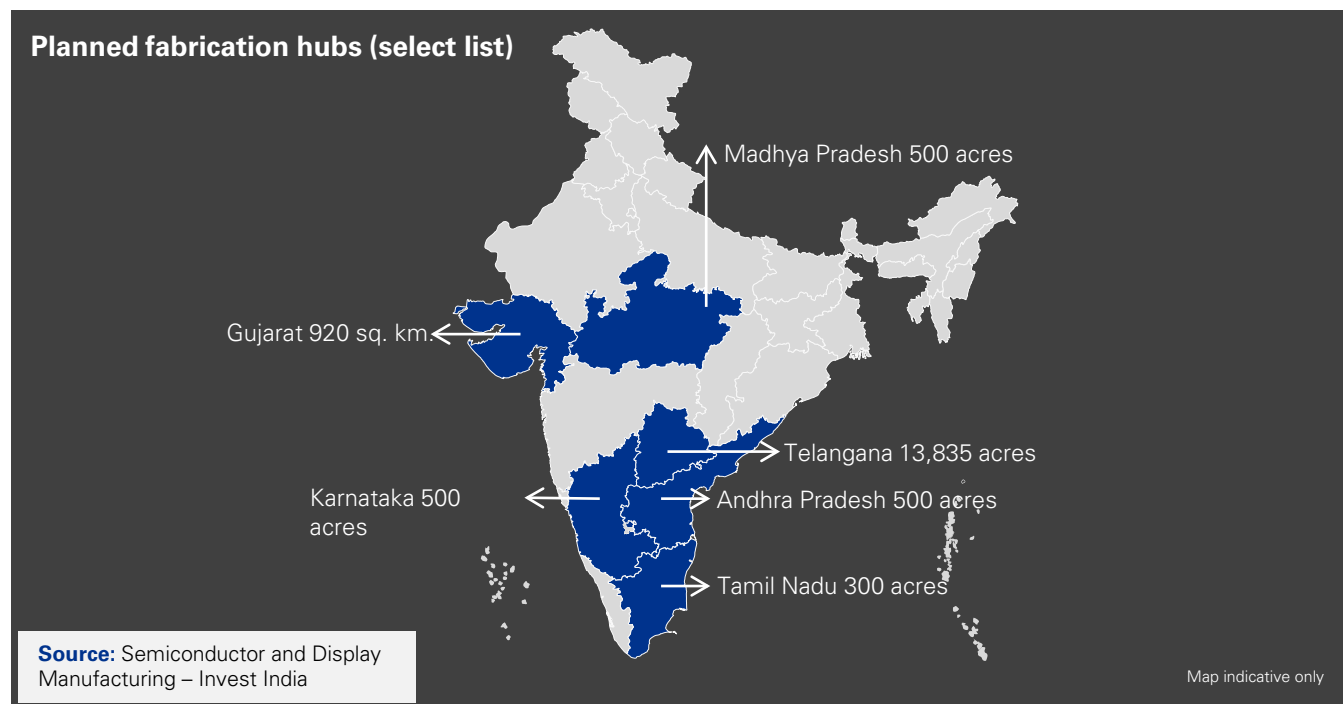 Planned fabrication hubs (select list)
Madhya Pradesh 500 acres
Gujarat 920 sq. km.
Telangana 13,835 acres
Karnataka 500
acres
Andhra Pradesh 500 acres
Tamil Nadu 300 acres
Source: Semiconductor and Display
Manufacturing – Invest India
Map indicative only